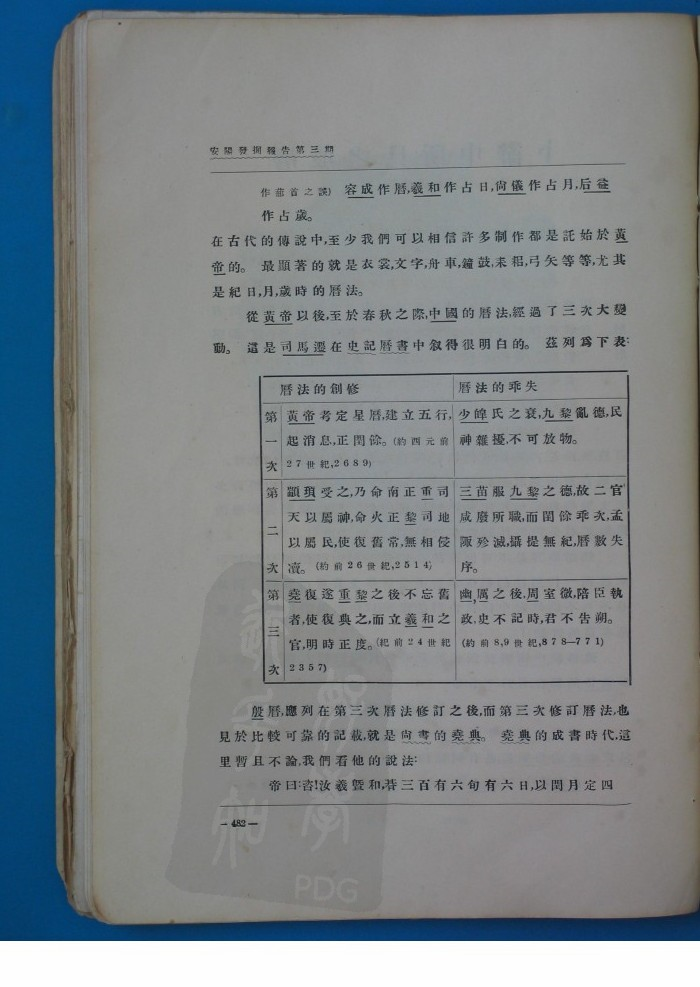 安陽發掘報告第三期
作蓏首之誤) 容成作曆,羲和作占日,尙儀作占月,后益
作占歲。
在古代的傳說中,至少我們可以相信許多制作都是託始於黃
帝的。 最顯著的就是衣裳,文字,舟車,鐘鼓,耒耜,弓矢等等,尤其
是紀日,月,歲時的曆法。
從黃帝以後,至於春秋之際,中國的曆法,經過了三次大變
動。 這是司馬遷在史記曆書中叙得很明白的。 茲列爲下表:
曆法的創修 曆法的乖失
第一次
黃帝考定星曆,建立五行,
起消息,正閏餘。(約西元前
27世紀,2689)
少皥氏之衰,九黎亂德,民
神雜擾,不可放物。
第二次
顓頊受之,乃命南正重司
天以屬神,命火正黎司地
以屬民,使復舊常,無相侵
凟。(約前26世紀,2514)
三苗服九黎之德,故二官
咸廢所職,而閏餘乖次,孟
陬殄滅,攝提無紀,曆數失
序。
第三次
堯復遂重黎之後不忘舊
者,使復典之,而立羲和之
官,明時正度。(紀前24世紀
2357)
幽,厲之後,周室微,陪臣執
政,史不記時,君不告朔。
(約前8,9世紀,878—771)
殷曆,應列在第三次曆法修訂之後,而第三次修訂曆法,也
見於比較可靠的記載,就是尙書的堯典。 堯典的成書時代,這
里暫且不論,我們看他的說法:
帝曰:咨!汝羲暨和,朞三百有六旬有六日,以閏月定四
— 482 —
PDG